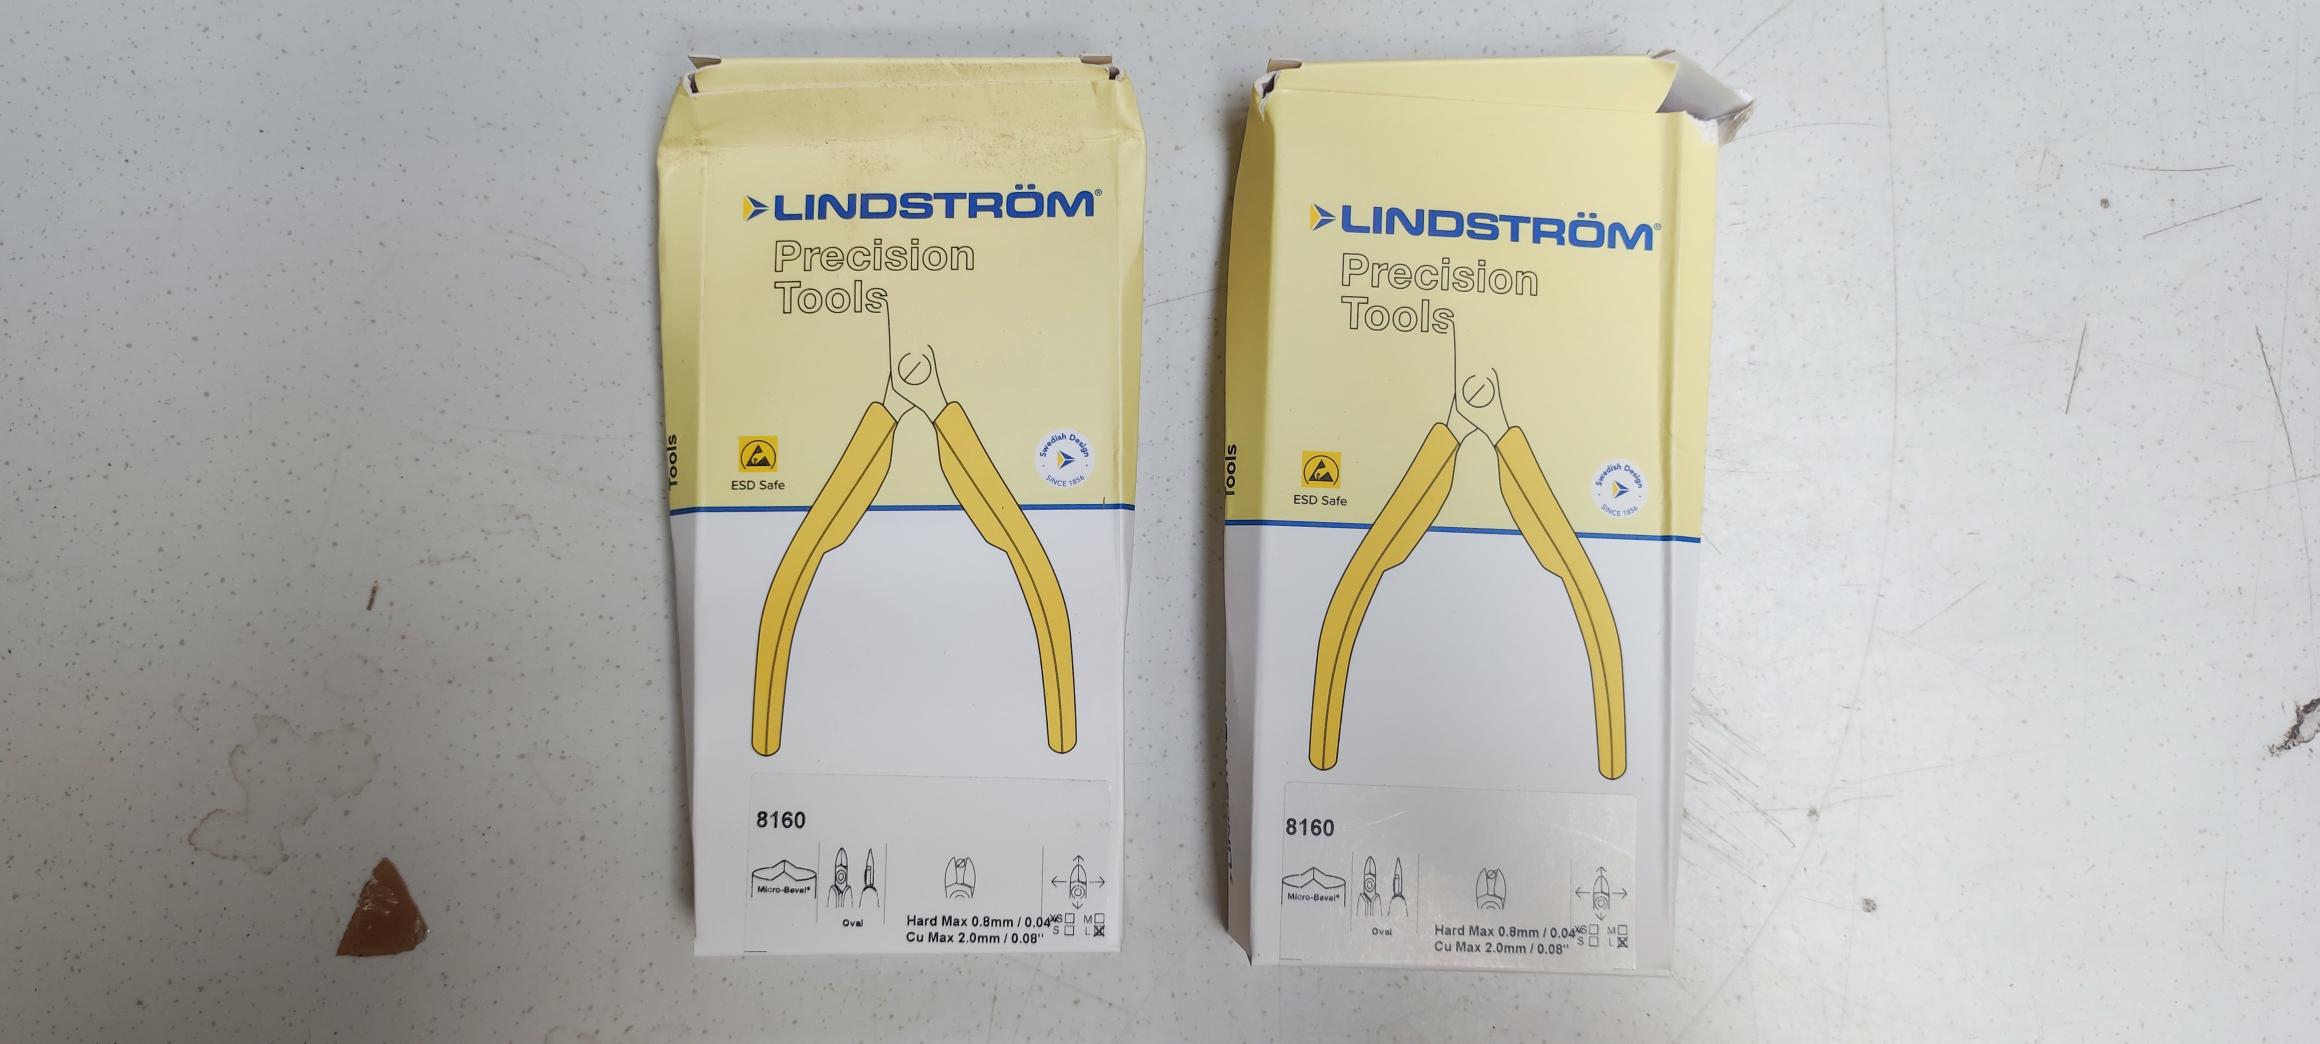 LINDSTRÖM®
Precision
Tools
Tools
ESD Safe
Swedish Design
SINCE 1856
8160
Micro-Bevel®
Oval
Hard Max 0.8mm / 0.04"
Cu Max 2.0mm / 0.08"
XS M
S L
LINDSTRÖM®
Precision
Tools
Tools
ESD Safe
Swedish Design
SINCE 1856
8160
Micro-Bevel®
Oval
Hard Max 0.8mm / 0.04"
Cu Max 2.0mm / 0.08"
XS M
S L